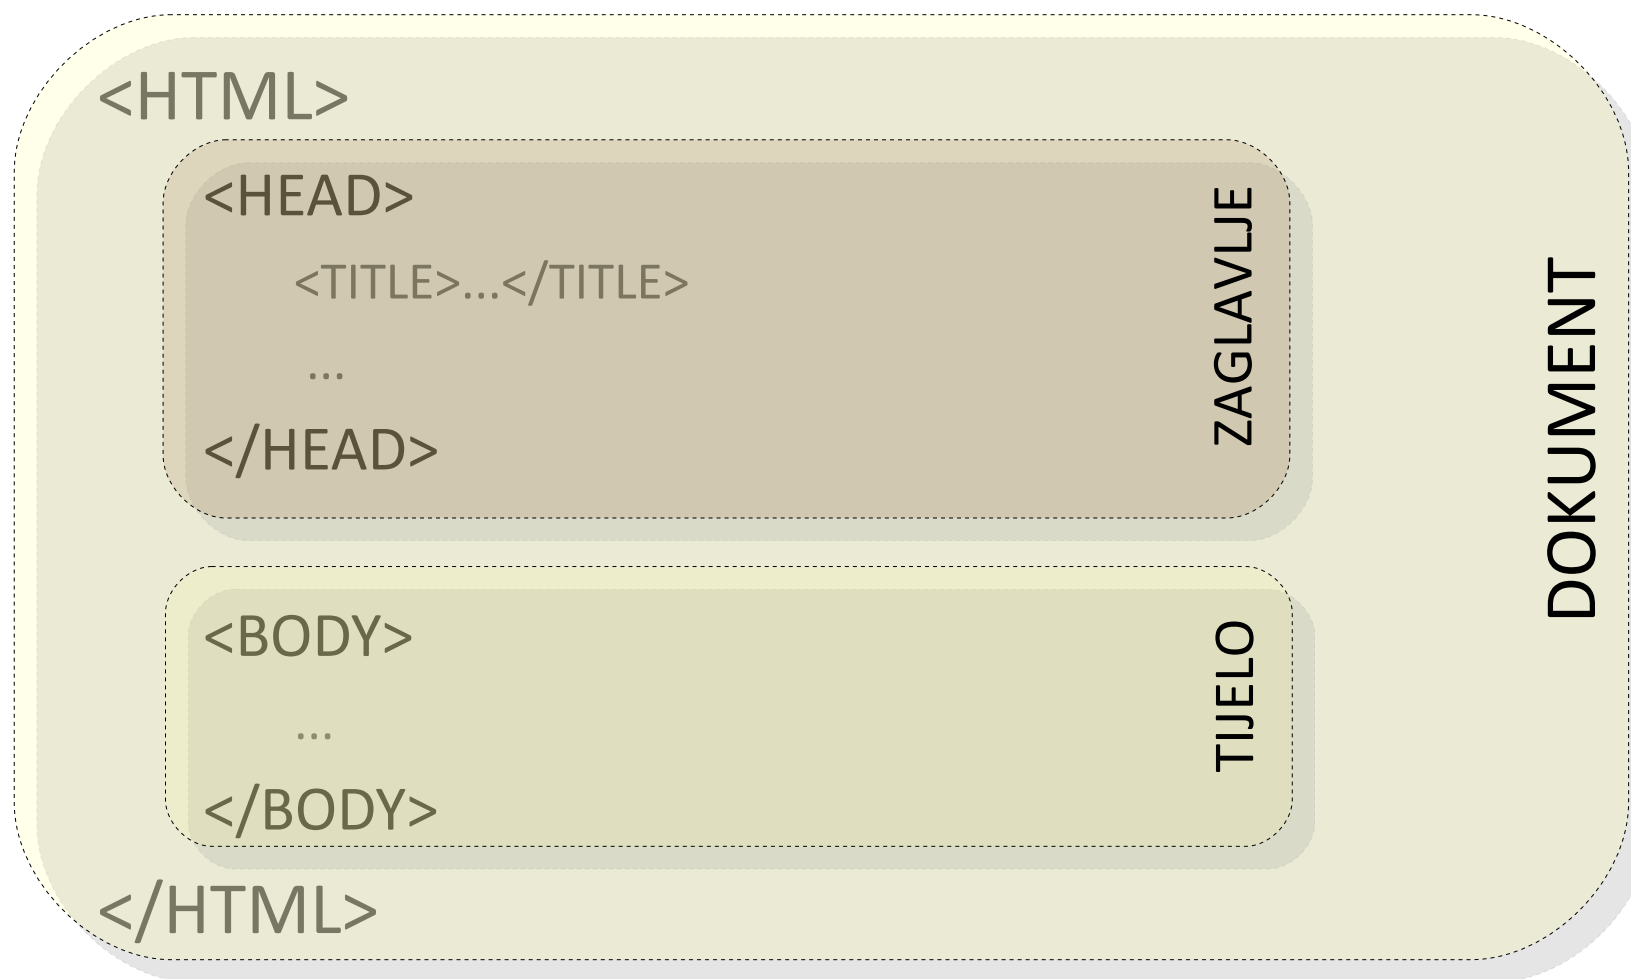 <HTML>
<HEAD>
<TITLE>...</TITLE>
...
</HEAD>
ZAGLAVLJE
<BODY>
...
</BODY>
TIJELO
</HTML>
DOKUMENT